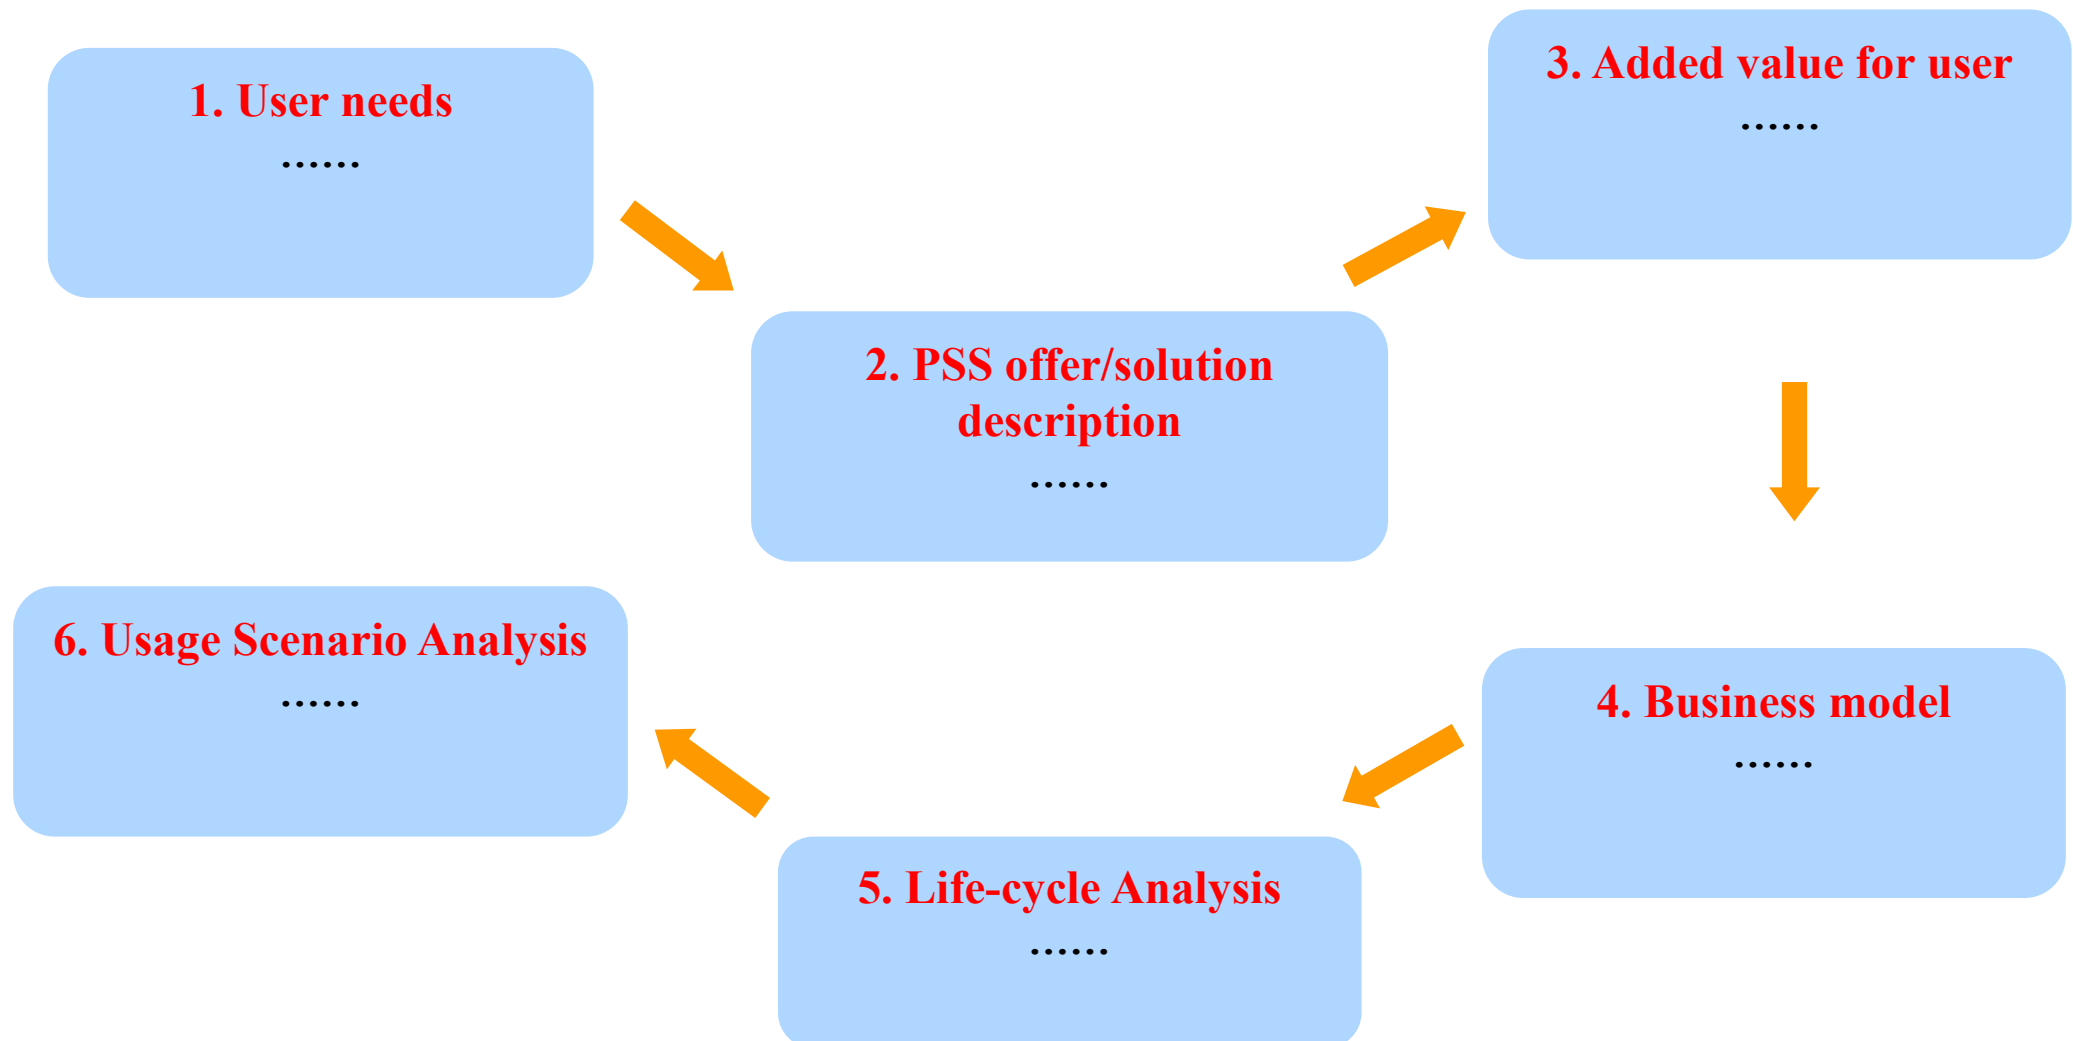 1. User needs
......
2. PSS offer/solution
description
......
3. Added value for user
......
4. Business model
......
5. Life-cycle Analysis
......
6. Usage Scenario Analysis
......